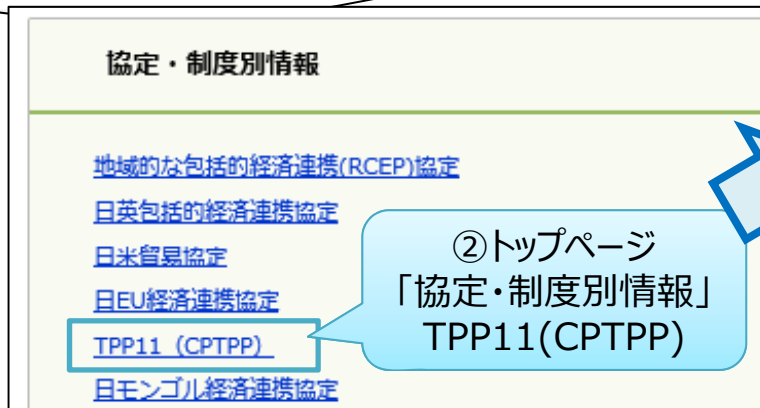 協定・制度別情報
地域的な包括的経済連携(RCEP)協定
日英包括的経済連携協定
日米貿易協定
日EU経済連携協定
TPP11（CPTPP）
日モンゴル経済連携協定
②トップページ
「協定・制度別情報」
TPP11(CPTPP)